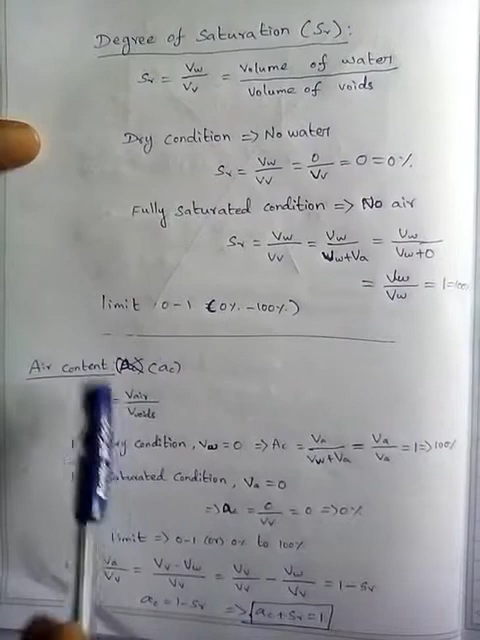 Degree of Saturation (Sr):
Sr = Vw/Vv = Volume of water/Volume of voids
Dry condition => No water
Sr = Vw/Vv = 0/Vv = 0 = 0%
Fully saturated condition => No air
Sr = Vw/Vv = Vw/Vw+Va = Vw/Vw+0
= Vw/Vw = 1 = 100
limit 0-1 (0% - 100%)
Air content (ac)
= Vair/Voids
condition, Vw = 0 => Ac = Va/Vw+Va = Va/Va = 1 => 100%
Saturated condition, Va = 0
=> ac = 0/Vv = 0 => 0%
limit => 0-1 (or) 0% to 100%
Va/Vv = Vv - Vw/Vv = Vv/Vv - Vw/Vv = 1 - Sr
ac = 1 - Sr => ac + Sr = 1